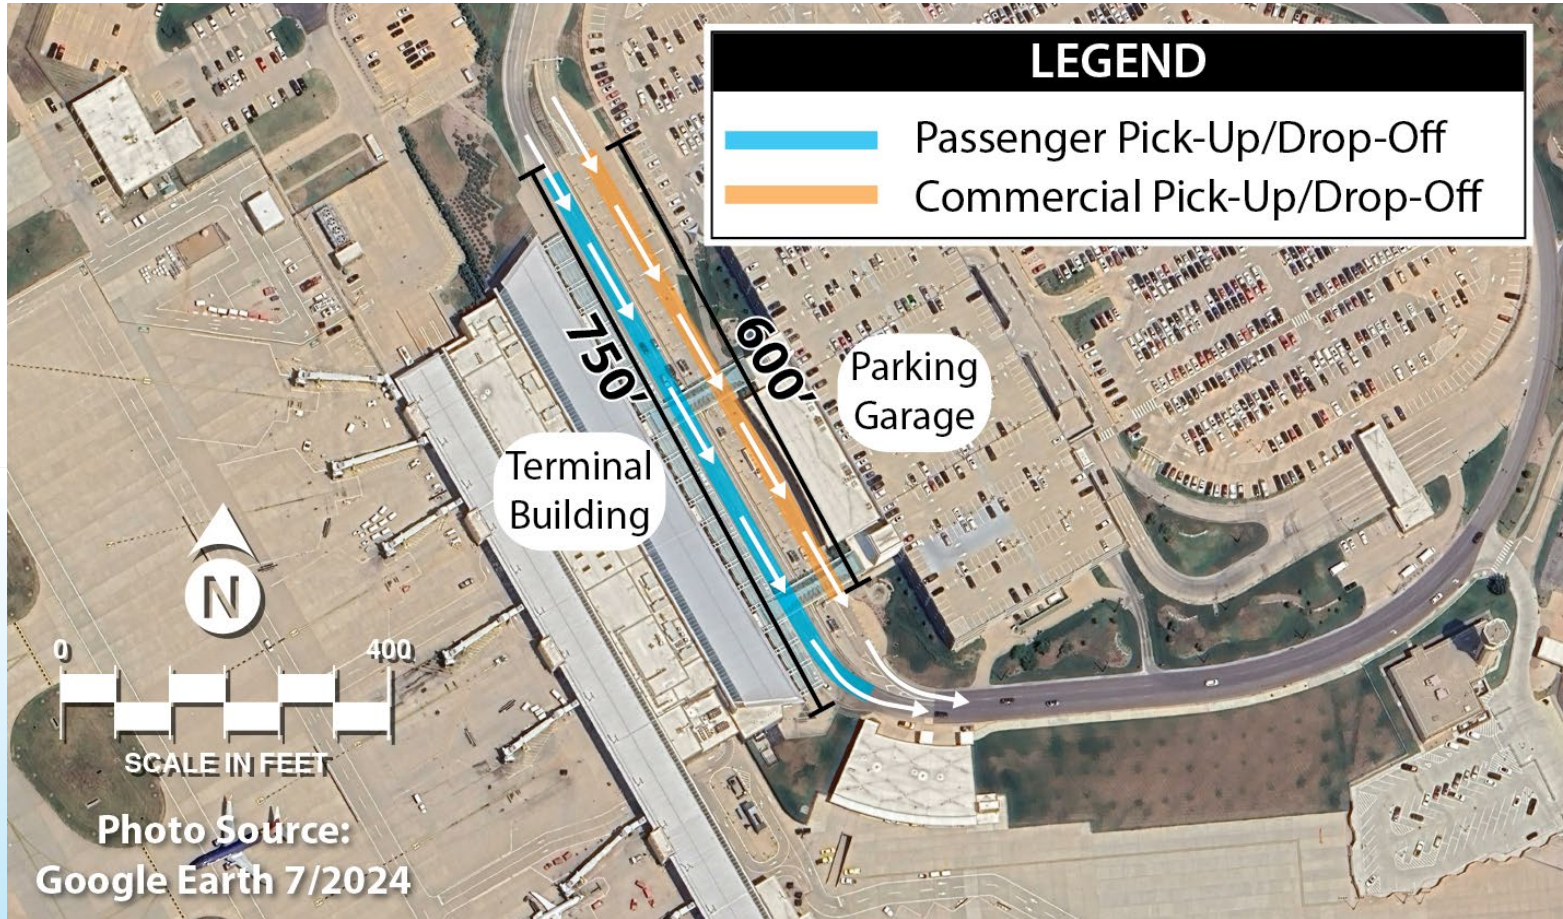 LEGEND
Passenger Pick-Up/Drop-Off
Commercial Pick-Up/Drop-Off
750’
600’
Parking
Garage
Terminal
Building
N
0 400
SCALE IN FEET
Photo Source:
Google Earth 7/2024